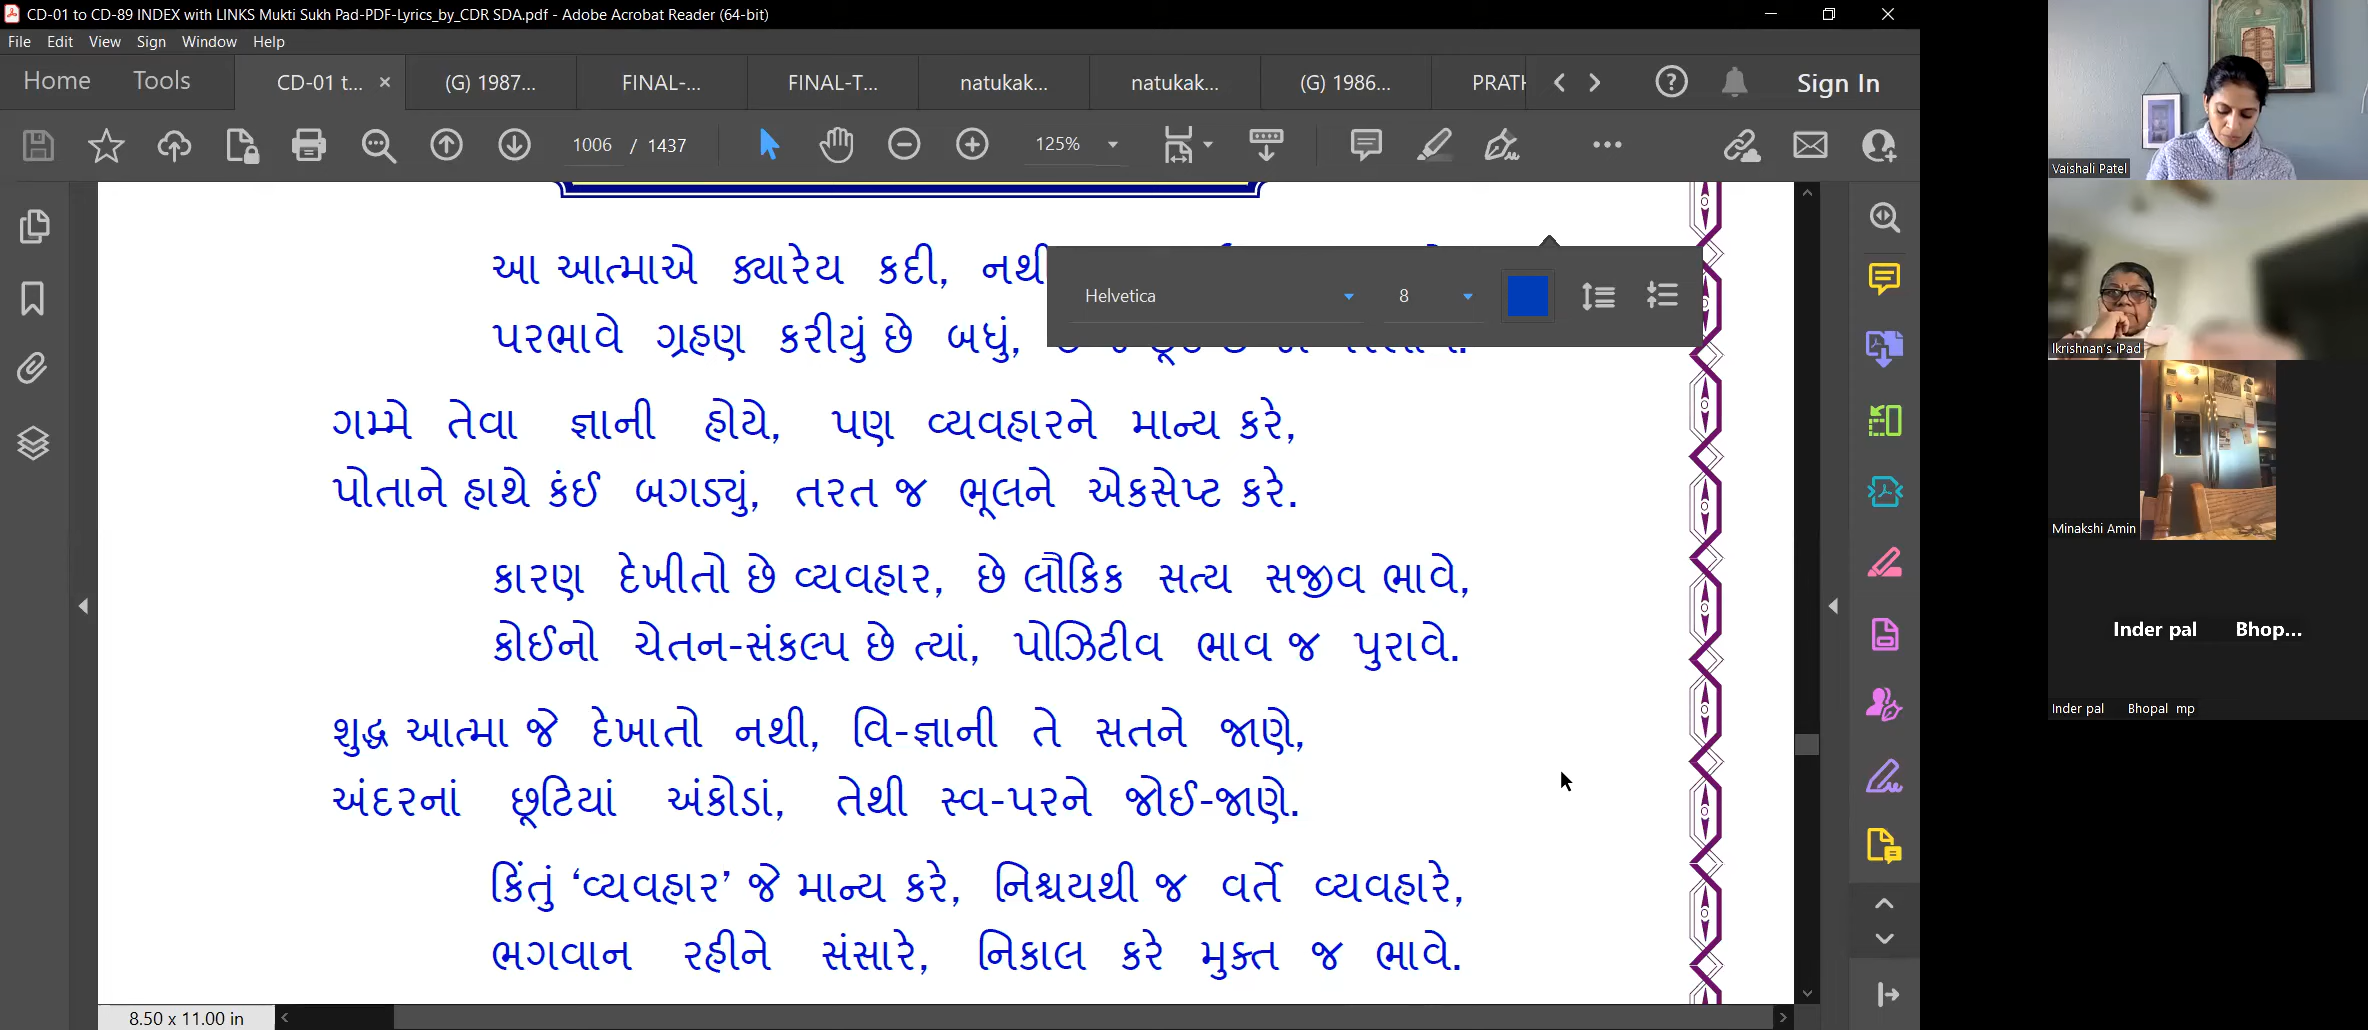 CD-01 to CD-89 INDEX with LINKS Mukti Sukh Pad-PDF-Lyrics_by_CDR SDA.pdf - Adobe Acrobat Reader (64-bit)
File Edit View Sign Window Help
Home Tools CD-01 t... × (G) 1987... FINAL-... FINAL-T... natukak... natukak... (G) 1986... PRATH Sign In
1006 / 1437 125%
Helvetica 8
આ આત્માએ ક્યારેય કદી, નથી
પરભાવે ગ્રહણ કરીયું છે બધું,
ગમ્મે તેવા જ્ઞાની હોયે, પણ વ્યવહારને માન્ય કરે,
પોતાને હાથે કંઈ બગડ્યું, તરત જ ભૂલને એકસેપ્ટ કરે.
કારણ દેખીતો છે વ્યવહાર, છે લૌકિક સત્ય સજીવ ભાવે,
કોઈનો ચેતન-સંકલ્પ છે ત્યાં, પોઝિટીવ ભાવ જ પુરાવે.
શુદ્ધ આત્મા જે દેખાતો નથી, વિ-જ્ઞાની તે સતને જાણે,
અંદરનાં છૂટિયાં અંકોડાં, તેથી સ્વ-પરને જોઈ-જાણે.
કિંતું ‘વ્યવહાર’ જે માન્ય કરે, નિશ્ચયથી જ વર્તે વ્યવહારે,
ભગવાન રહીને સંસારે, નિકાલ કરે મુક્ત જ ભાવે.
8.50 x 11.00 in
Vaishali Patel
lkrishnan's iPad
Minakshi Amin
Inder pal Bhop...
Inder pal Bhopal mp